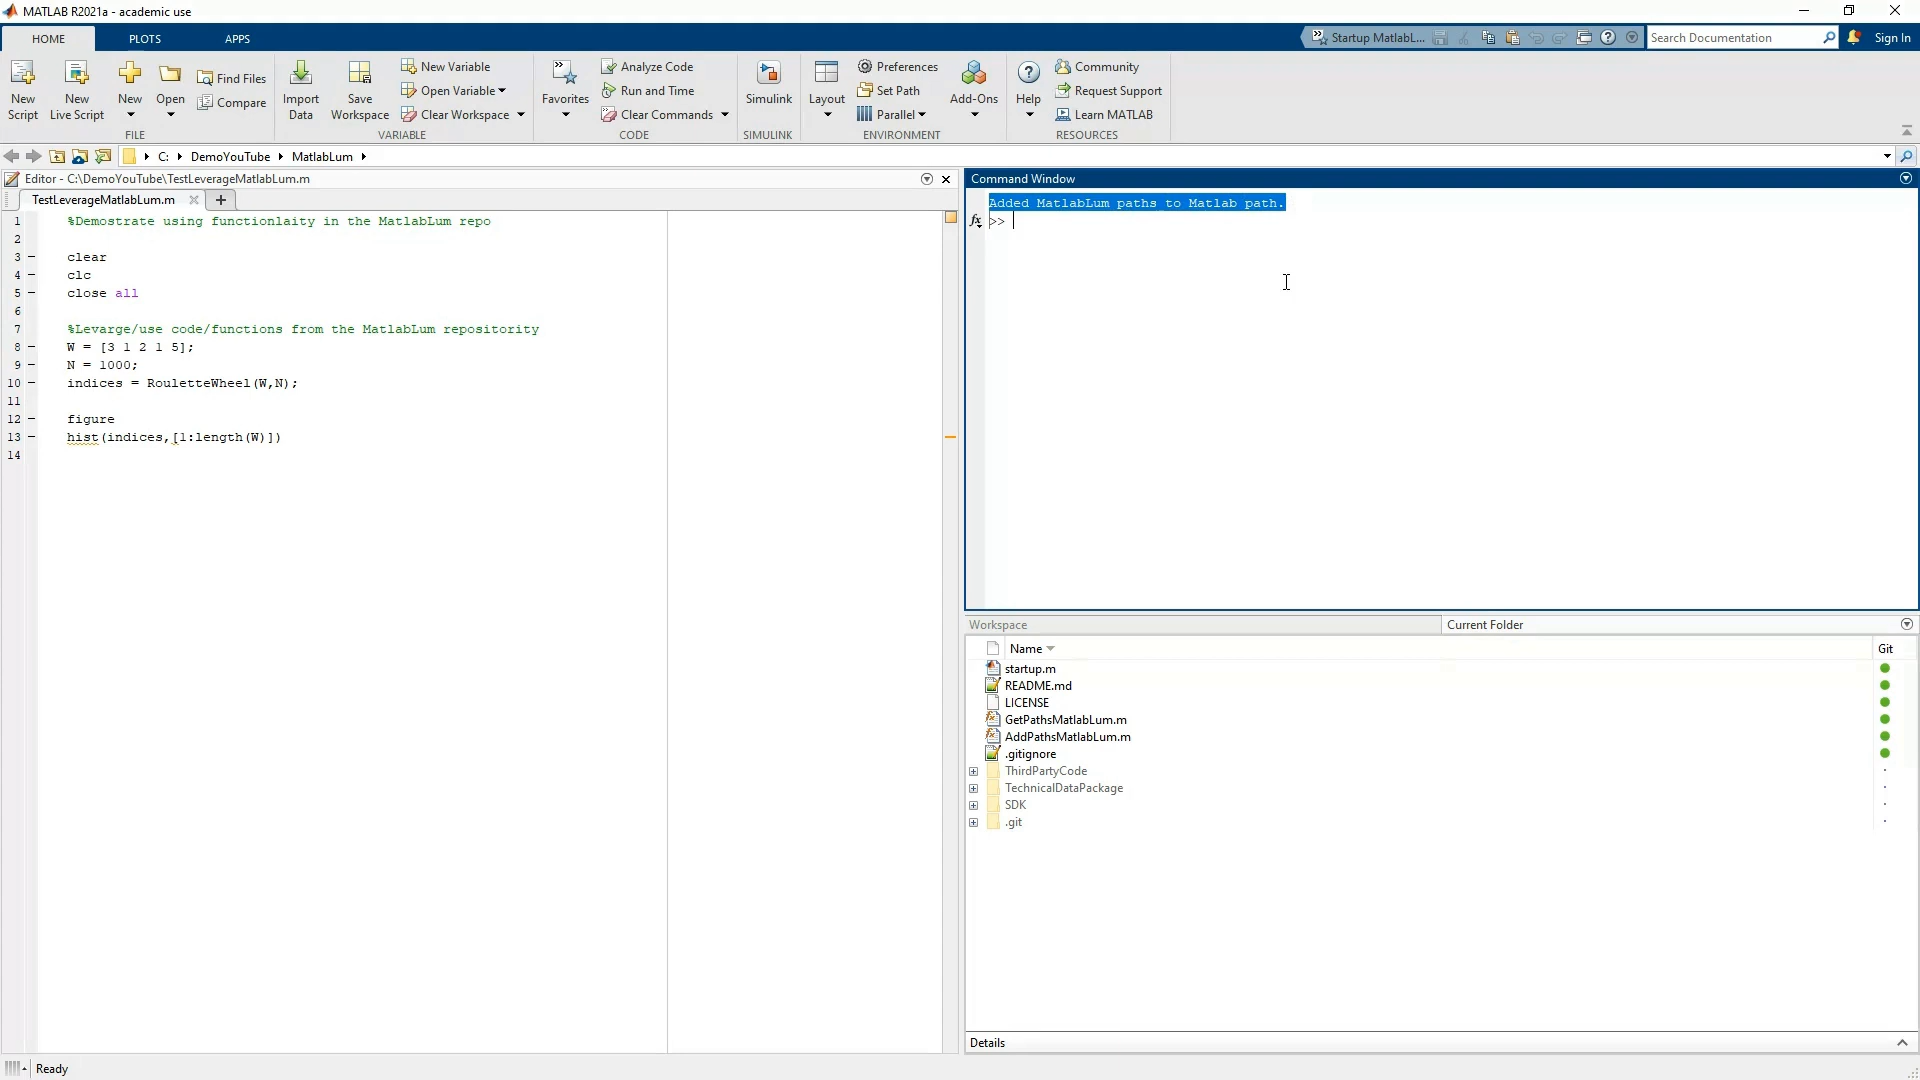 MATLAB R2021a - academic use
HOME PLOTS APPS
Startup MatlabL... Search Documentation Sign In
New Script
New Live Script
New
Open
Find Files
Compare
FILE
Import Data
Save Workspace
New Variable
Open Variable
Clear Workspace
VARIABLE
Favorites
Analyze Code
Run and Time
Clear Commands
CODE
Simulink
SIMULINK
Layout
Preferences
Set Path
Parallel
Add-Ons
ENVIRONMENT
Help
Community
Request Support
Learn MATLAB
RESOURCES
C: DemoYouTube MatlabLum
Editor - C:\DemoYouTube\TestLeverageMatlabLum.m
TestLeverageMatlabLum.m
1 %Demostrate using functionlaity in the MatlabLum repo
2
3 clear
4 clc
5 close all
6
7 %Levarge/use code/functions from the MatlabLum repositority
8 W = [3 1 2 1 5];
9 N = 1000;
10 indices = RouletteWheel(W,N);
11
12 figure
13 hist(indices,[1:length(W)])
14
Command Window
Added MatlabLum paths to Matlab path.
fx >>
Workspace
Current Folder
Name Git
startup.m
README.md
LICENSE
GetPathsMatlabLum.m
AddPathsMatlabLum.m
.gitignore
ThirdPartyCode
TechnicalDataPackage
SDK
.git
Details
Ready